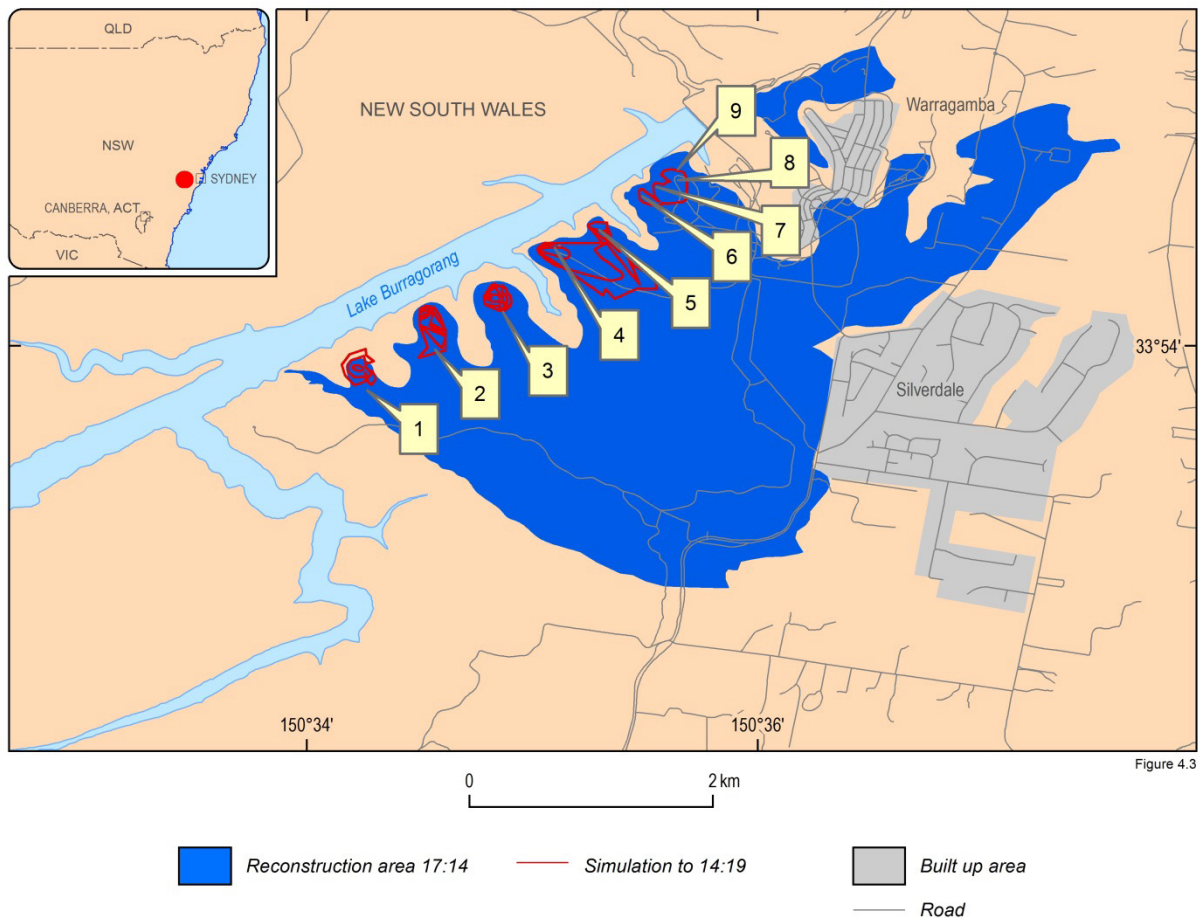 QLD
NSW
SYDNEY
CANBERRA, ACT
VIC
NEW SOUTH WALES
Warragamba
Lake Burragorang
Silverdale
9
8
7
6
5
4
3
2
1
33°54'
150°34'
150°36'
Figure 4.3
0
2 km
Reconstruction area 17:14
Simulation to 14:19
Built up area
Road